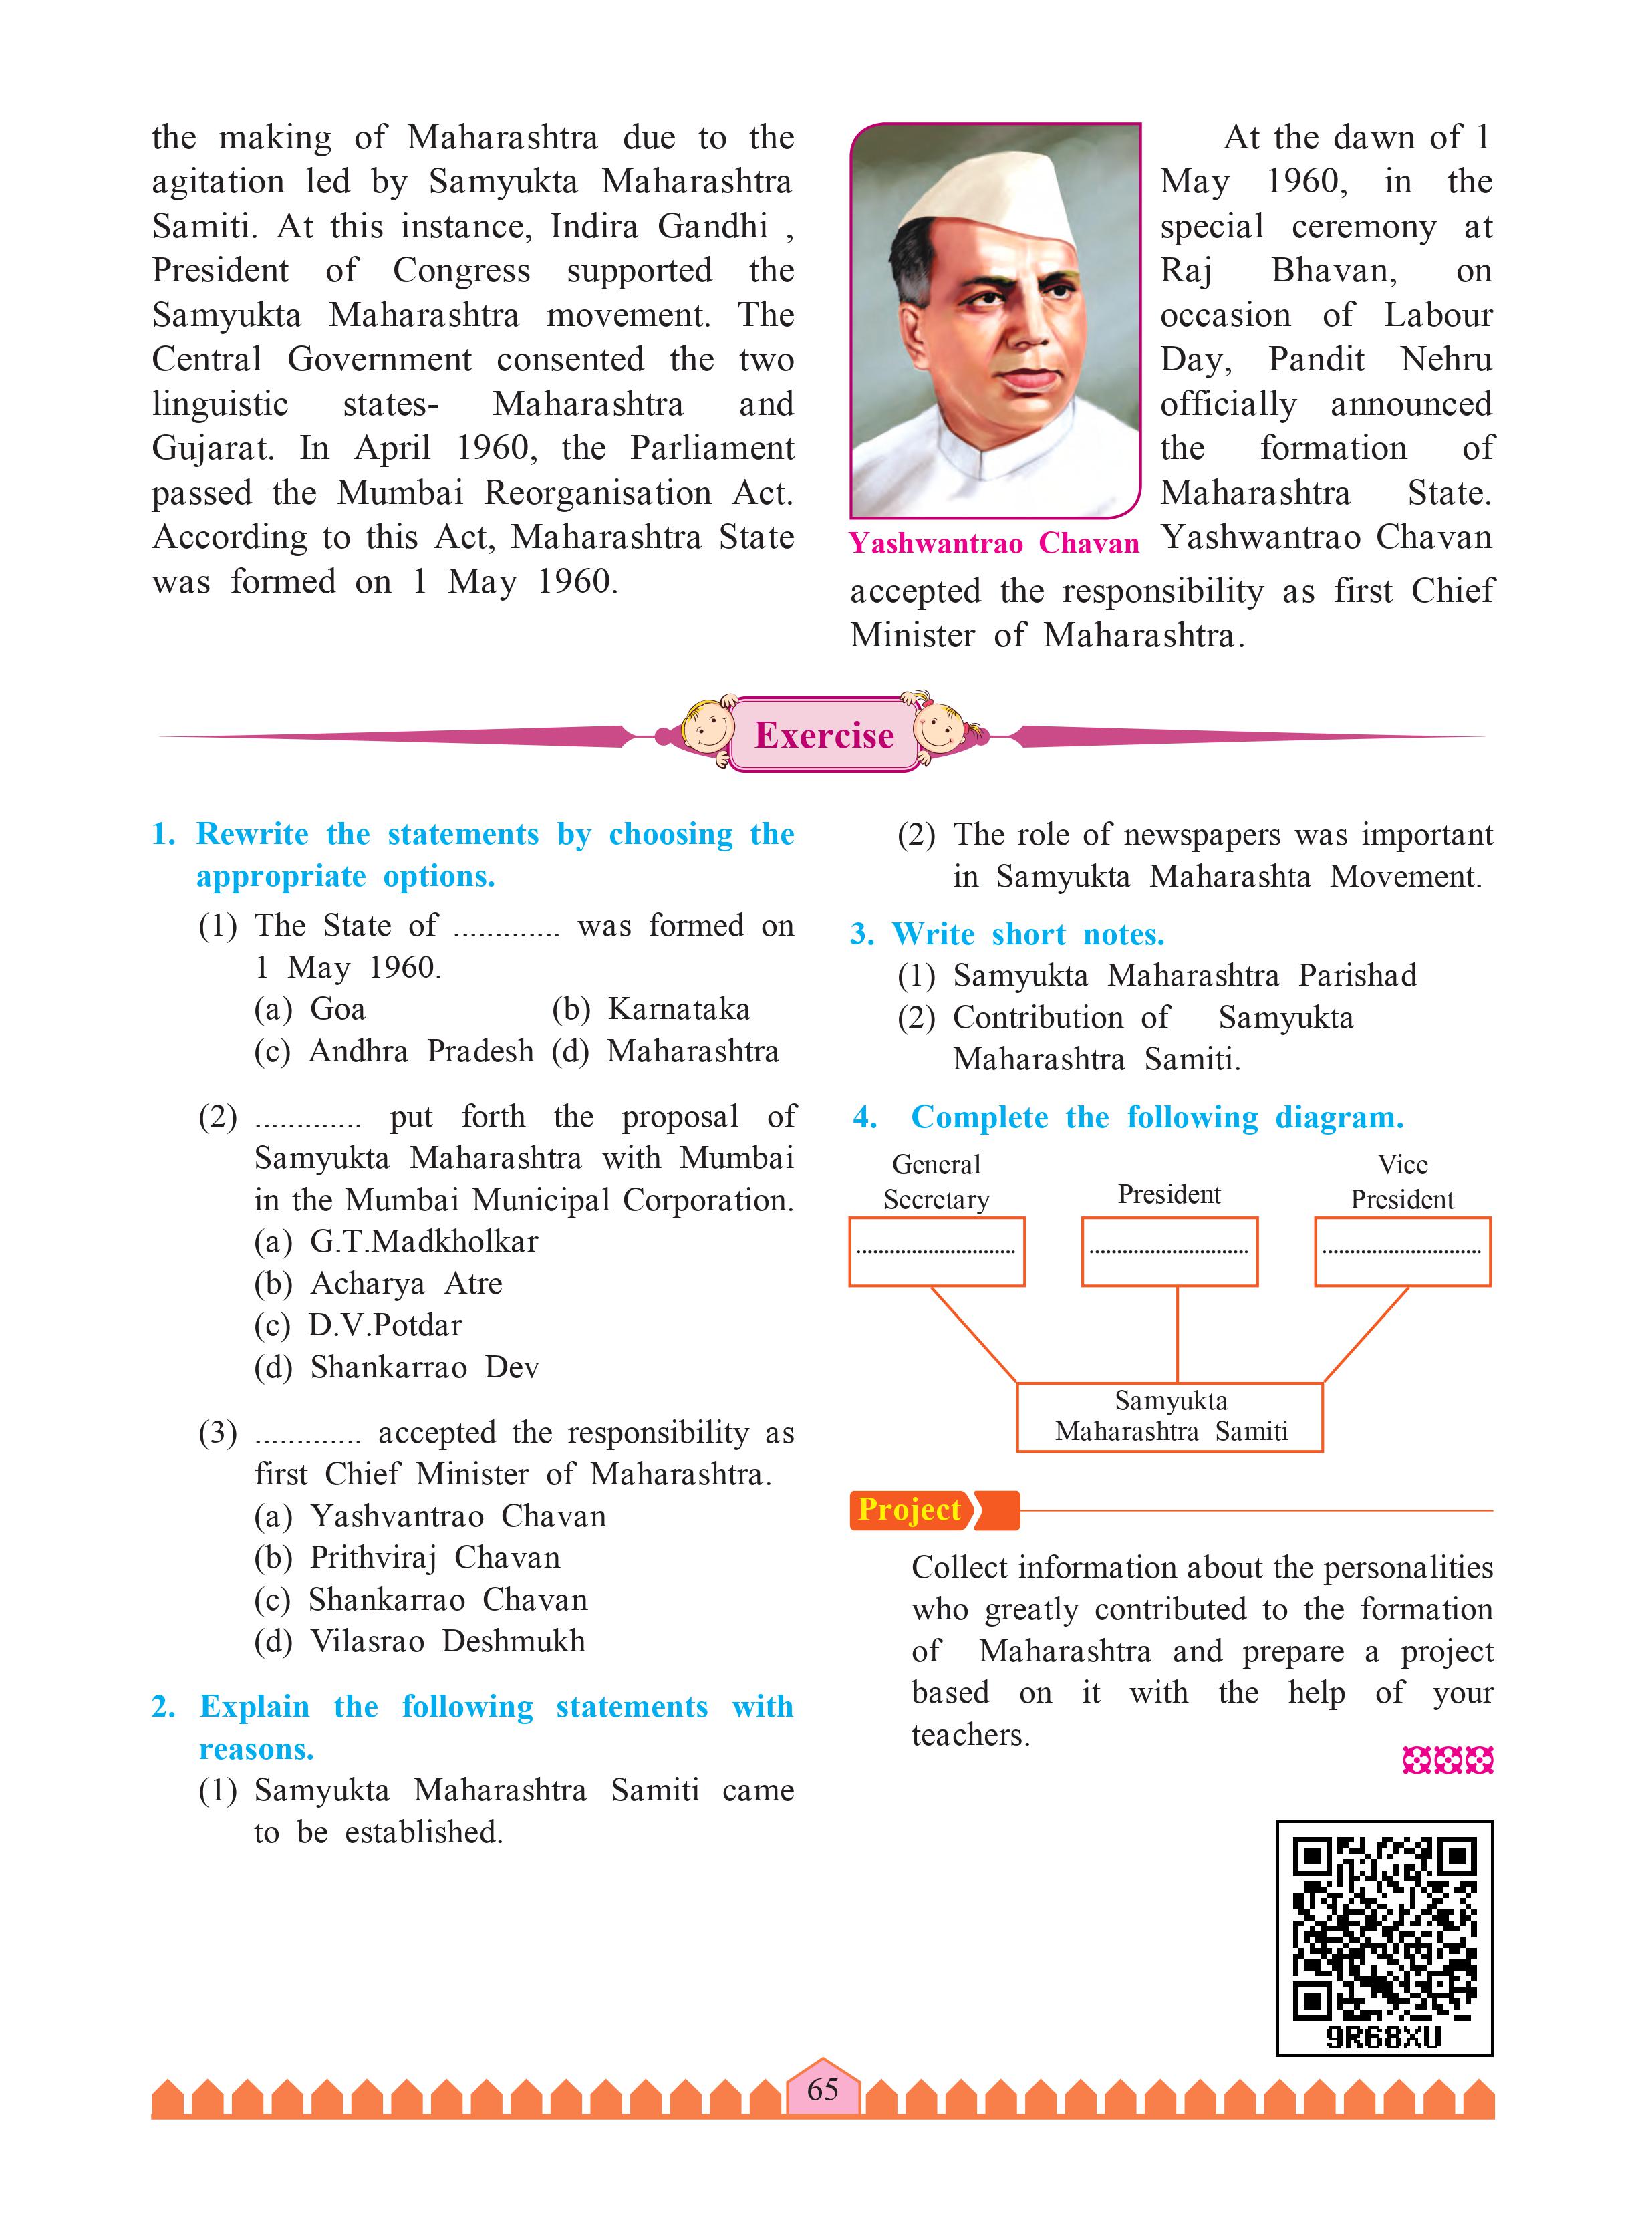 the making of Maharashtra due to the
agitation led by Samyukta Maharashtra
Samiti. At this instance, Indira Gandhi ,
President of Congress supported the
Samyukta Maharashtra movement. The
Central Government consented the two
linguistic states- Maharashtra and
Gujarat. In April 1960, the Parliament
passed the Mumbai Reorganisation Act.
According to this Act, Maharashtra State
was formed on 1 May 1960.
At the dawn of 1
May 1960, in the
special ceremony at
Raj Bhavan, on
occasion of Labour
Day, Pandit Nehru
officially announced
the formation of
Maharashtra State.
Yashwantrao Chavan
Yashwantrao Chavan
accepted the responsibility as first Chief
Minister of Maharashtra.
Exercise
1. Rewrite the statements by choosing the
appropriate options.
(1) The State of ............. was formed on
1 May 1960.
(a) Goa (b) Karnataka
(c) Andhra Pradesh (d) Maharashtra
(2) ............. put forth the proposal of
Samyukta Maharashtra with Mumbai
in the Mumbai Municipal Corporation.
(a) G.T.Madkholkar
(b) Acharya Atre
(c) D.V.Potdar
(d) Shankarrao Dev
(3) ............. accepted the responsibility as
first Chief Minister of Maharashtra.
(a) Yashvantrao Chavan
(b) Prithviraj Chavan
(c) Shankarrao Chavan
(d) Vilasrao Deshmukh
2. Explain the following statements with
reasons.
(1) Samyukta Maharashtra Samiti came
to be established.
(2) The role of newspapers was important
in Samyukta Maharashta Movement.
3. Write short notes.
(1) Samyukta Maharashtra Parishad
(2) Contribution of Samyukta
Maharashtra Samiti.
4. Complete the following diagram.
General
Secretary
President
Vice
President
.............................
.............................
.............................
Samyukta
Maharashtra Samiti
Project
Collect information about the personalities
who greatly contributed to the formation
of Maharashtra and prepare a project
based on it with the help of your
teachers.
9R68XU
65